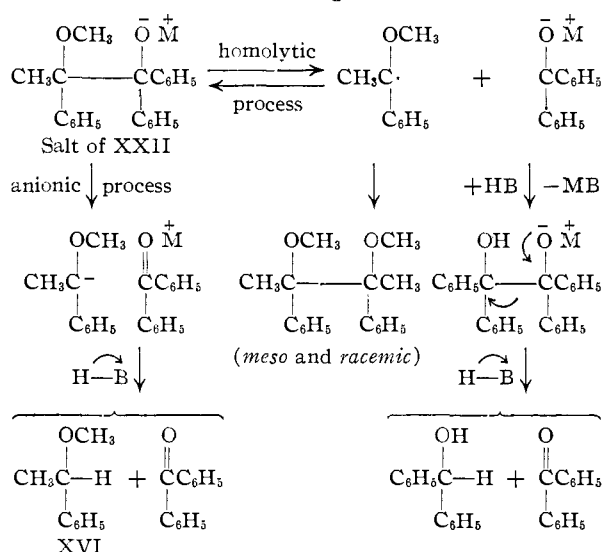 OCH₃ Ō M⁺ OCH₃ Ō M⁺
homolytic
CH₃C CC₆H₅ CH₃C· + CC₆H₅
process
C₆H₅ C₆H₅ C₆H₅ C₆H₅
Salt of XXII
anionic process +HB −MB
OCH₃ O M⁺ OCH₃ OCH₃ OH Ō M⁺
CH₃C− CC₆H₅ CH₃C CCH₃ C₆H₅C CC₆H₅
C₆H₅ C₆H₅ C₆H₅ C₆H₅ C₆H₅ C₆H₅
H—B (meso and racemic) H—B
OCH₃ O OH O
CH₃C—H + CC₆H₅ C₆H₅C—H + CC₆H₅
C₆H₅ C₆H₅ C₆H₅ C₆H₅
XVI